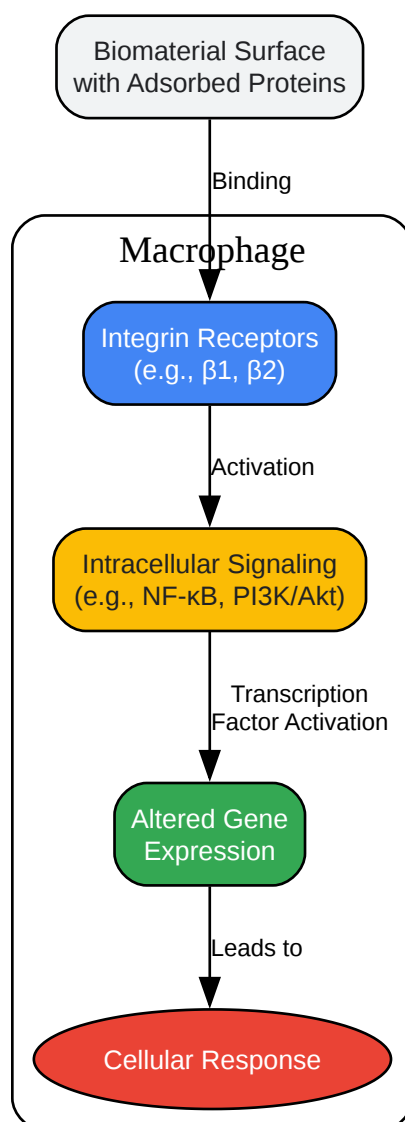 Biomaterial Surface
with Adsorbed Proteins
Binding
Macrophage
Integrin Receptors
(e.g., β1, β2)
Activation
Intracellular Signaling
(e.g., NF-κB, PI3K/Akt)
Transcription
Factor Activation
Altered Gene
Expression
Leads to
Cellular Response